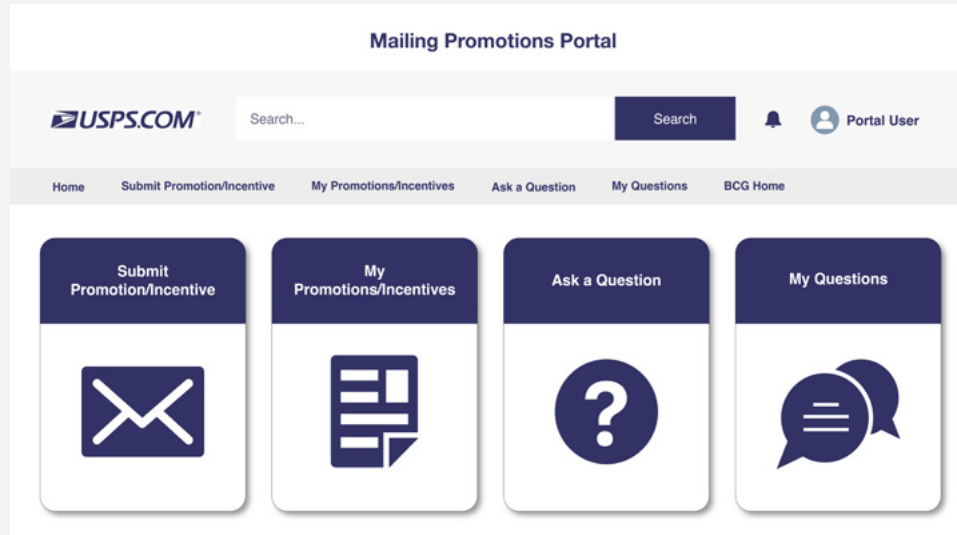 Mailing Promotions Portal
USPS.COM®
Search...
Search
Portal User
Home
Submit Promotion/Incentive
My Promotions/Incentives
Ask a Question
My Questions
BCG Home
Submit
Promotion/Incentive
My
Promotions/Incentives
Ask a Question
My Questions
?